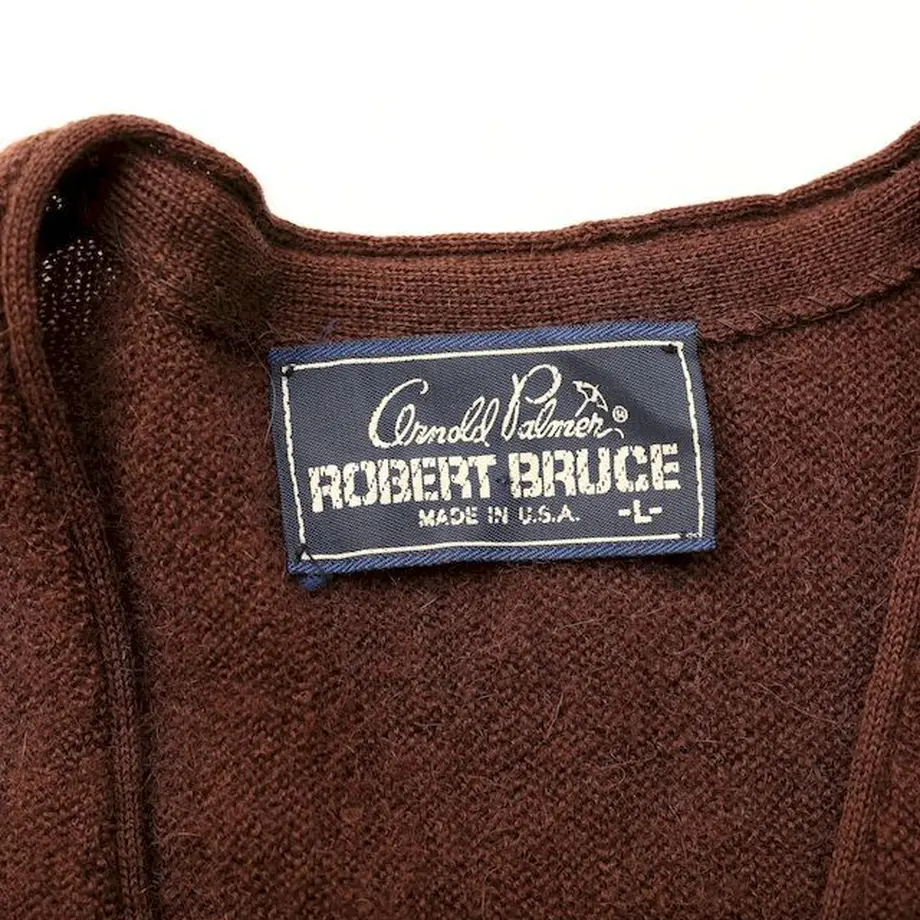 Arnold Palmer®
ROBERT BRUCE
MADE IN U.S.A. -L-